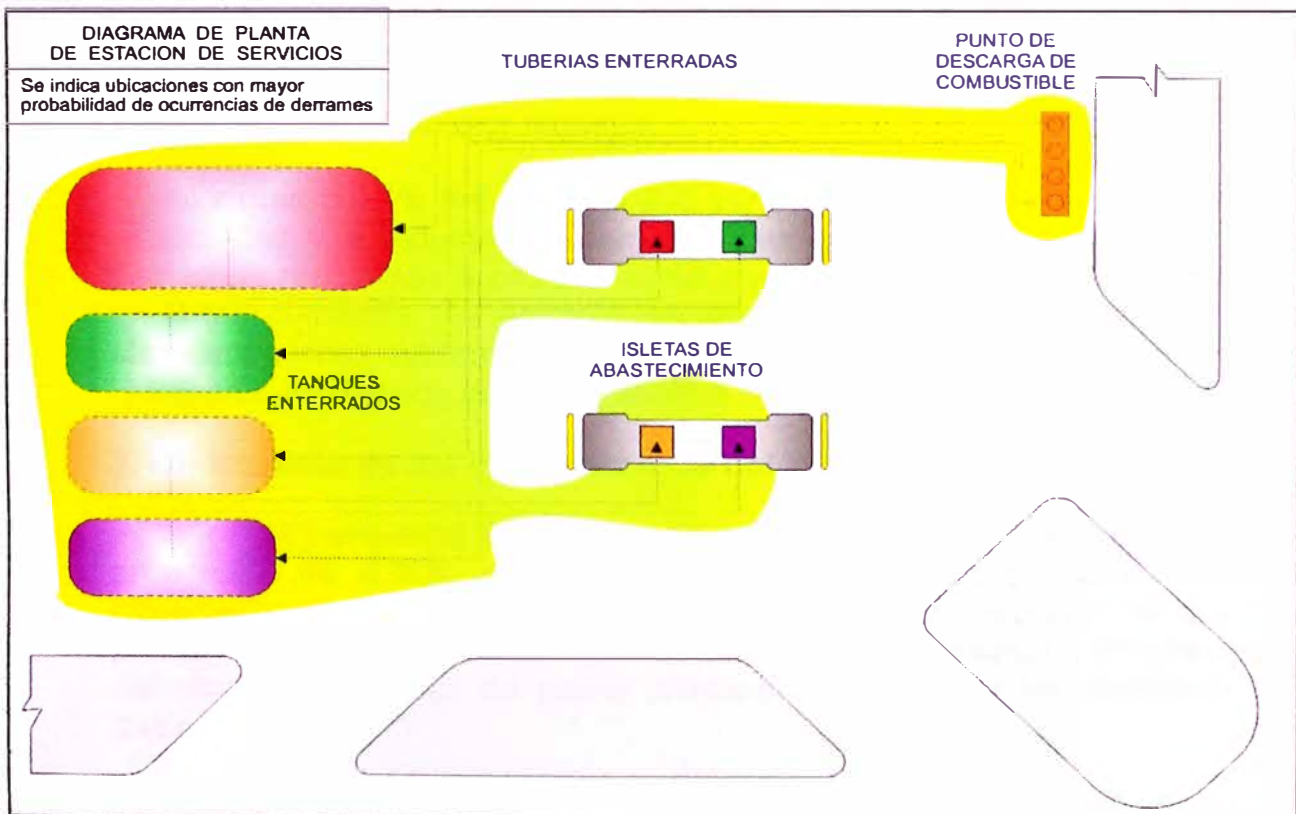 DIAGRAMA DE PLANTA
DE ESTACION DE SERVICIOS
Se indica ubicaciones con mayor
probabilidad de ocurrencias de derrames
TUBERIAS ENTERRADAS
PUNTO DE
DESCARGA DE
COMBUSTIBLE
ISLETAS DE
ABASTECIMIENTO
TANQUES
ENTERRADOS